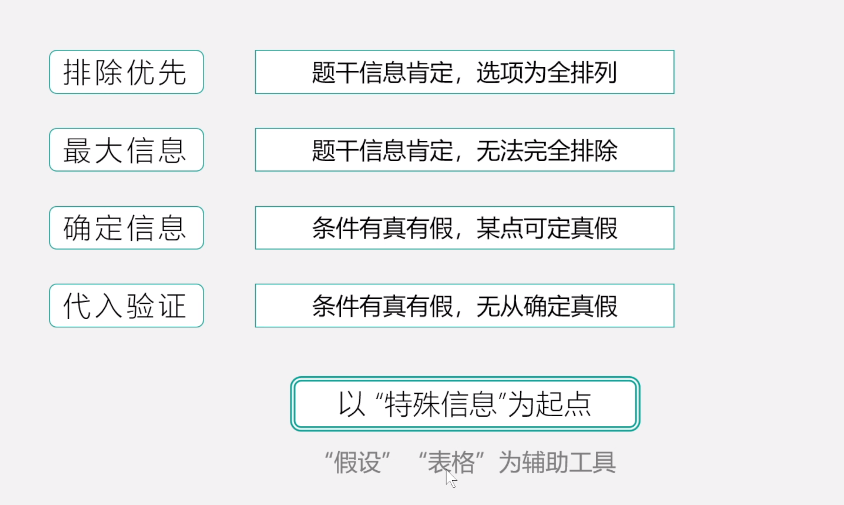 排除优先 题干信息肯定，选项为全排列
最大信息 题干信息肯定，无法完全排除
确定信息 条件有真有假，某点可定真假
代入验证 条件有真有假，无从确定真假
以“特殊信息”为起点
“假设” “表格” 为辅助工具